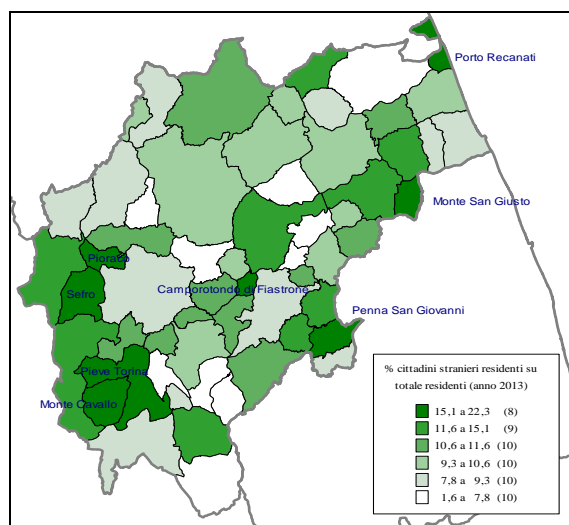 Porto Recanati
Monte San Giusto
Pioraco
Sefro
Camporotondo di Fiastrone
Penna San Giovanni
Pieve Torina
Monte Cavallo
% cittadini stranieri residenti su
totale residenti (anno 2013)
15,1 a 22,3 (8)
11,6 a 15,1 (9)
10,6 a 11,6 (10)
9,3 a 10,6 (10)
7,8 a 9,3 (10)
1,6 a 7,8 (10)